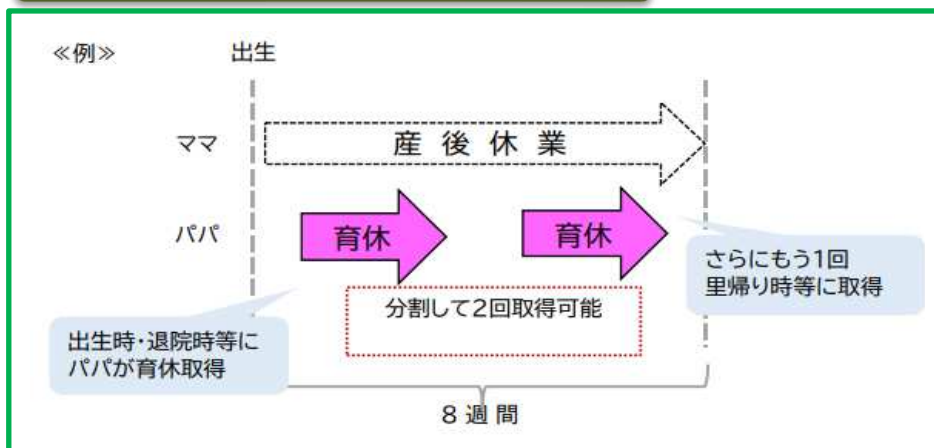 ≪例≫
出生
ママ
産後休業
パパ
育休
育休
さらにもう1回
里帰り時等に取得
分割して2回取得可能
出生時・退院時等に
パパが育休取得
8週間